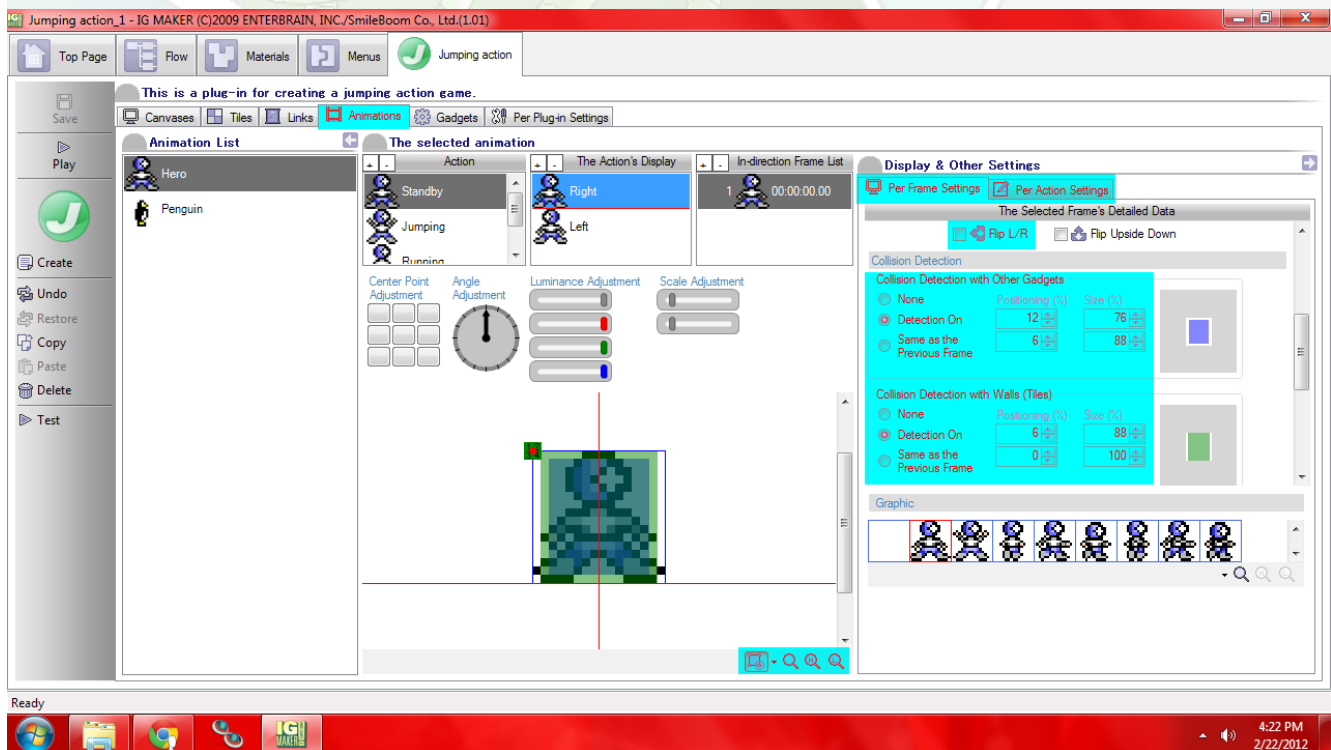 Jumping action_1 - IG MAKER (C)2009 ENTERBRAIN, INC./SmileBoom Co., Ltd.(1.01)
Top Page Flow Materials Menus Jumping action
This is a plug-in for creating a jumping action game.
Save
Play
Create
Undo
Restore
Copy
Paste
Delete
Test
Canvases Tiles Links Animations Gadgets Per Plug-in Settings
Animation List
Hero
Penguin
The selected animation
+ - Action
Standby
Jumping
Running
+ - The Action's Display
Right
Left
+ - In-direction Frame List
1 00:00:00.00
Center Point Adjustment
Angle Adjustment
Luminance Adjustment
Scale Adjustment
Display & Other Settings
Per Frame Settings Per Action Settings
The Selected Frame's Detailed Data
Flip L/R Flip Upside Down
Collision Detection
Collision Detection with Other Gadgets
None Positioning (%) Size (%)
Detection On 12 76
Same as the Previous Frame 6 88
Collision Detection with Walls (Tiles)
None Positioning (%) Size (%)
Detection On 6 88
Same as the Previous Frame 0 100
Graphic
Ready
IG MAKER
4:22 PM
2/22/2012